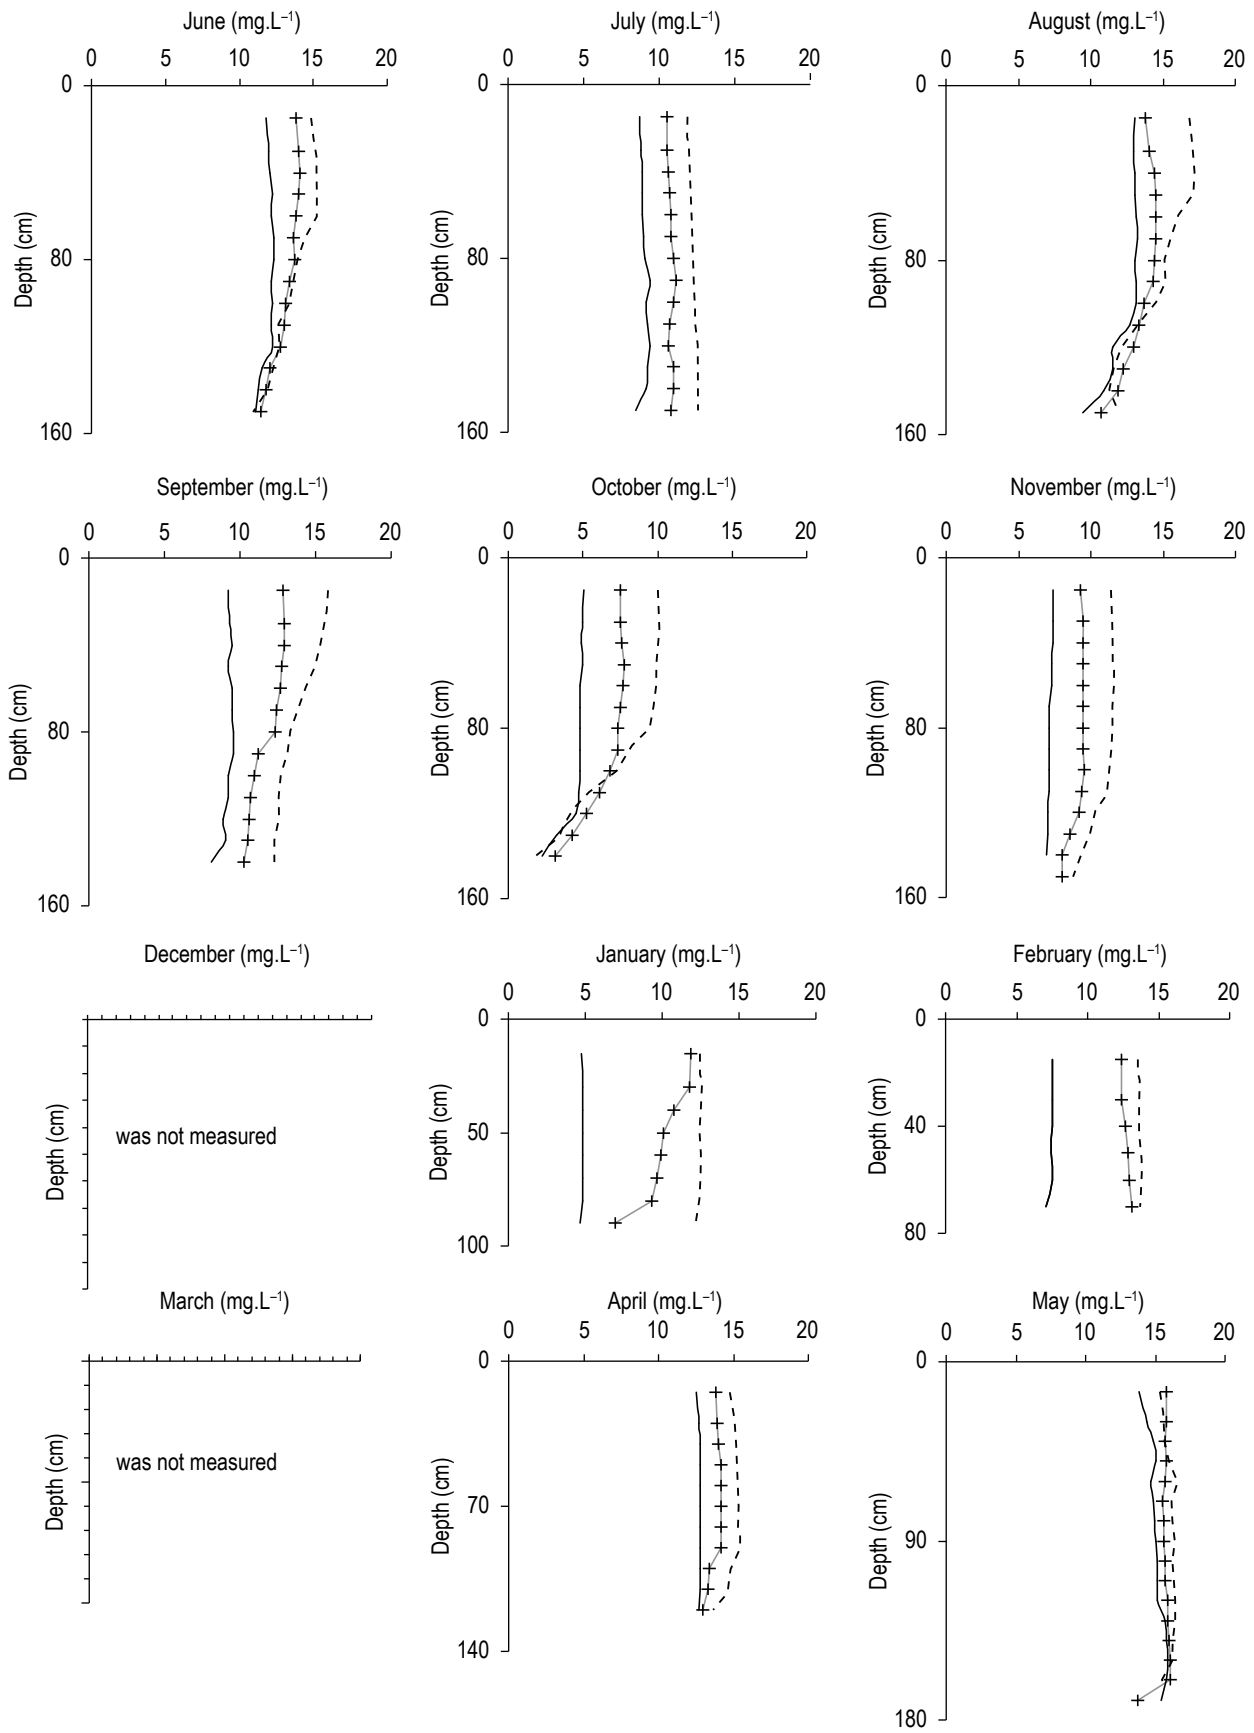 June (mg.L⁻¹)
0 5 10 15 20
0
80
160
Depth (cm)
July (mg.L⁻¹)
0 5 10 15 20
0
80
160
Depth (cm)
August (mg.L⁻¹)
0 5 10 15 20
0
80
160
Depth (cm)
September (mg.L⁻¹)
0 5 10 15 20
0
80
160
Depth (cm)
October (mg.L⁻¹)
0 5 10 15 20
0
80
160
Depth (cm)
November (mg.L⁻¹)
0 5 10 15 20
0
80
160
Depth (cm)
December (mg.L⁻¹)
Depth (cm)
was not measured
January (mg.L⁻¹)
0 5 10 15 20
0
50
100
Depth (cm)
February (mg.L⁻¹)
0 5 10 15 20
0
40
80
Depth (cm)
March (mg.L⁻¹)
Depth (cm)
was not measured
April (mg.L⁻¹)
0 5 10 15 20
0
70
140
Depth (cm)
May (mg.L⁻¹)
0 5 10 15 20
0
90
180
Depth (cm)